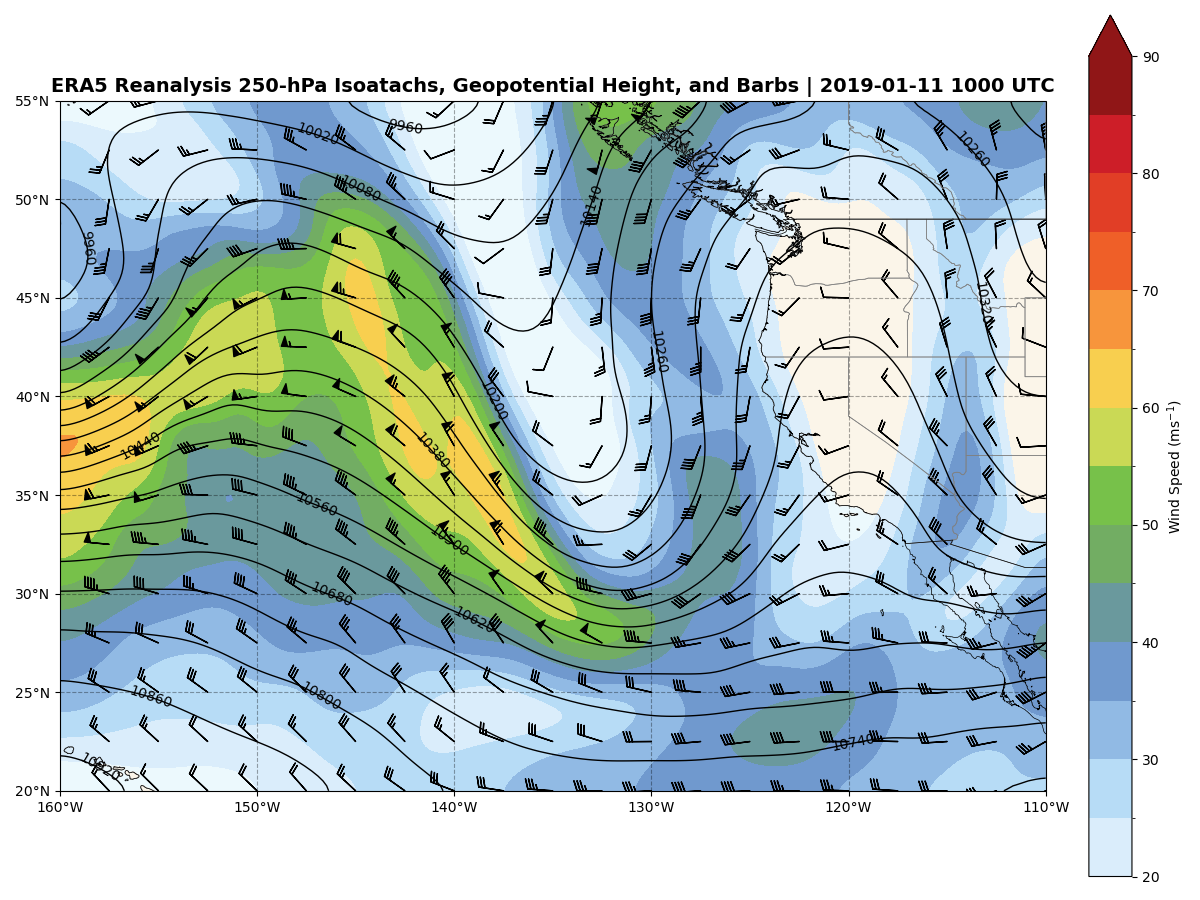 ERA5 Reanalysis 250-hPa Isoatachs, Geopotential Height, and Barbs | 2019-01-11 1000 UTC
55°N
50°N
45°N
40°N
35°N
30°N
25°N
20°N
160°W
150°W
140°W
130°W
120°W
110°W
9960
10020
9960
10080
10140
10260
10260
10320
10200
10380
10440
10500
10560
10620
10680
10740
10800
10860
10920
90
80
70
60
50
40
30
20
Wind Speed (ms⁻¹)